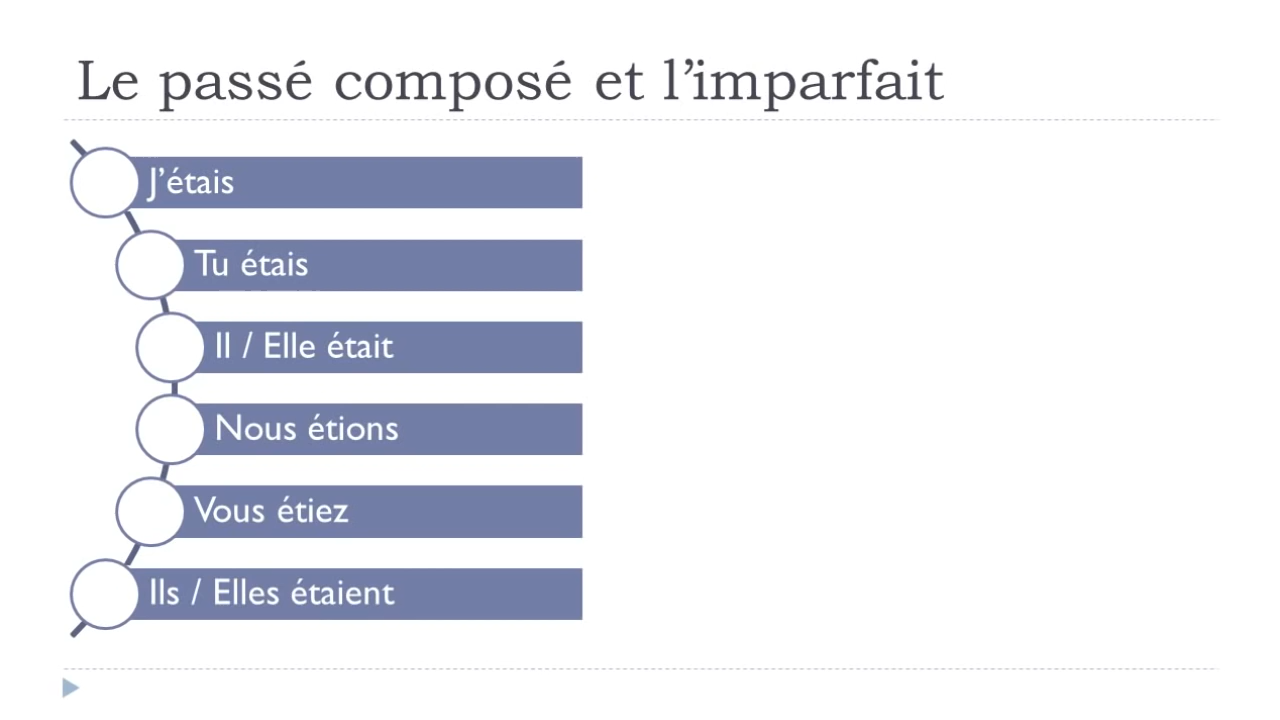 Le passé composé et l’imparfait
J’étais
Tu étais
Il / Elle était
Nous étions
Vous étiez
Ils / Elles étaient